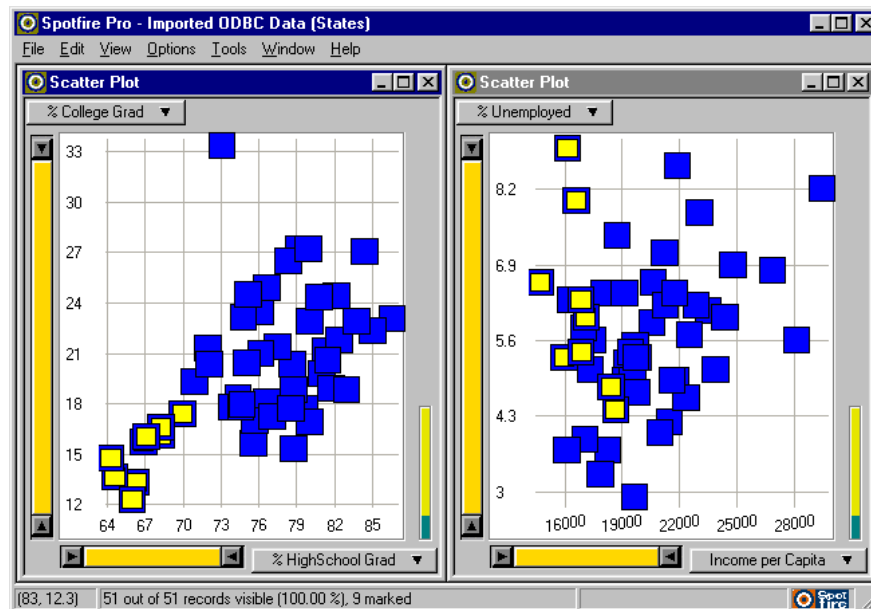 Spotfire Pro - Imported ODBC Data (States)
File Edit View Options Tools Window Help
Scatter Plot
% College Grad
33
30
27
24
21
18
15
12
64 67 70 73 76 79 82 85
% HighSchool Grad
Scatter Plot
% Unemployed
8.2
6.9
5.6
4.3
3
16000 19000 22000 25000 28000
Income per Capita
(83, 12.3) 51 out of 51 records visible (100.00 %), 9 marked
Spot
fire